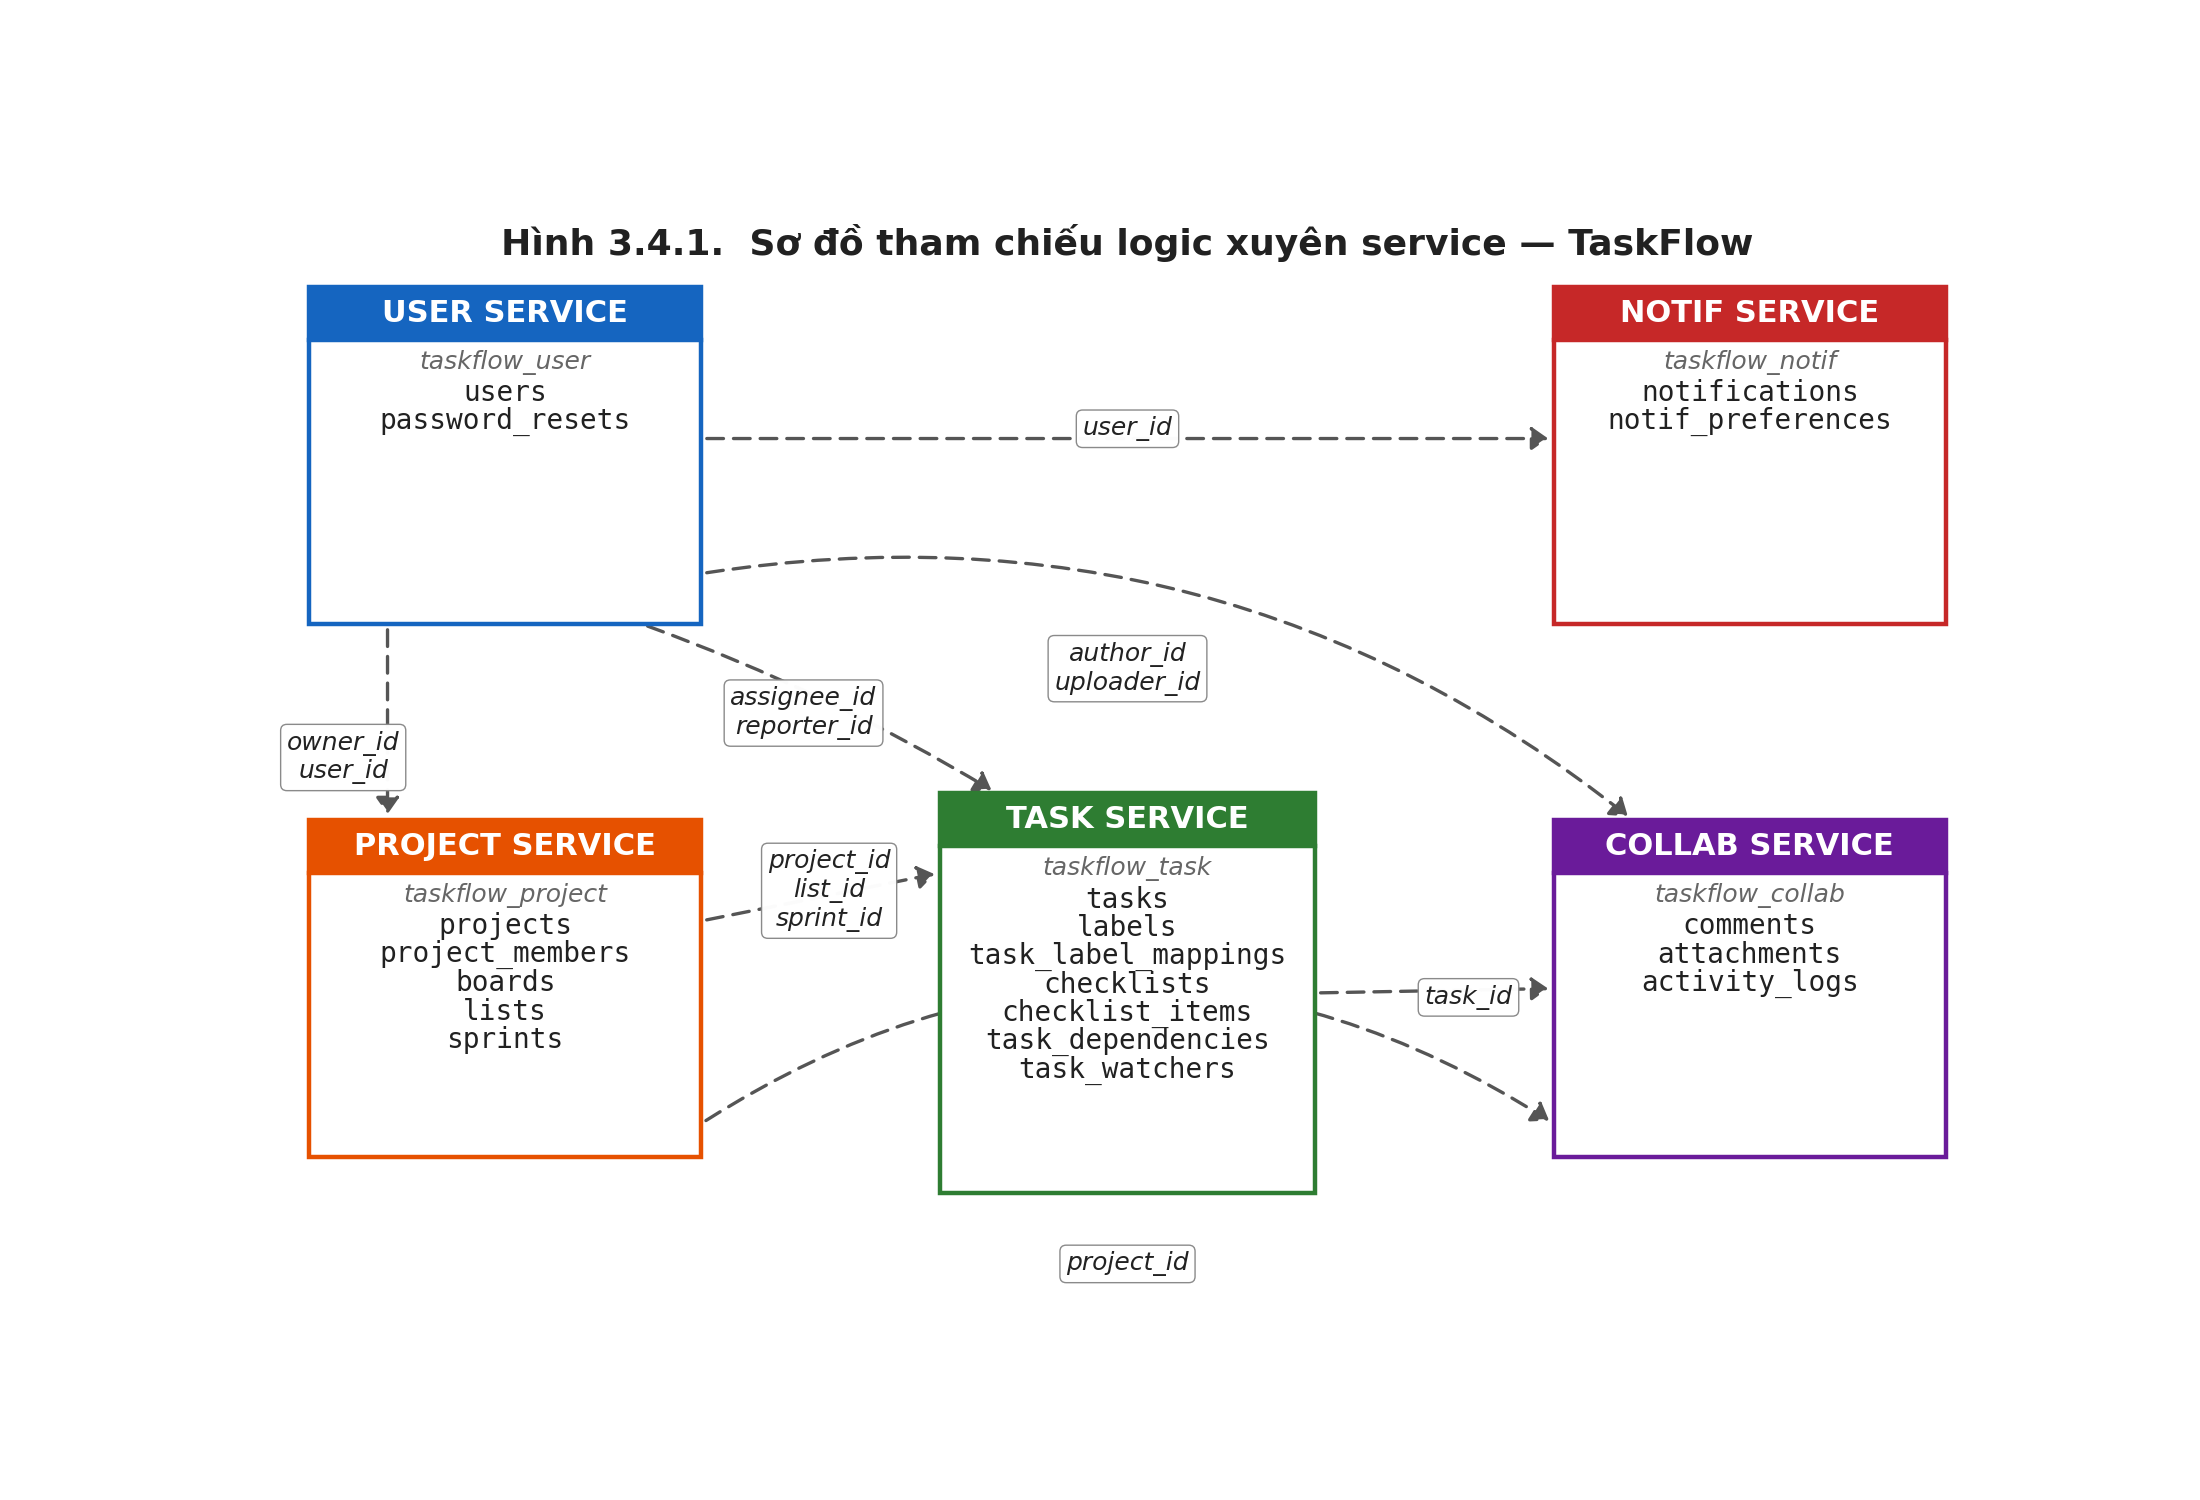 Hình 3.4.1.  Sơ đồ tham chiếu logic xuyên service — TaskFlow
USER SERVICE
taskflow_user
users
password_resets
user_id
NOTIF SERVICE
taskflow_notif
notifications
notif_preferences
author_id
uploader_id
assignee_id
reporter_id
owner_id
user_id
PROJECT SERVICE
taskflow_project
projects
project_members
boards
lists
sprints
project_id
list_id
sprint_id
TASK SERVICE
taskflow_task
tasks
labels
task_label_mappings
checklists
checklist_items
task_dependencies
task_watchers
task_id
COLLAB SERVICE
taskflow_collab
comments
attachments
activity_logs
project_id